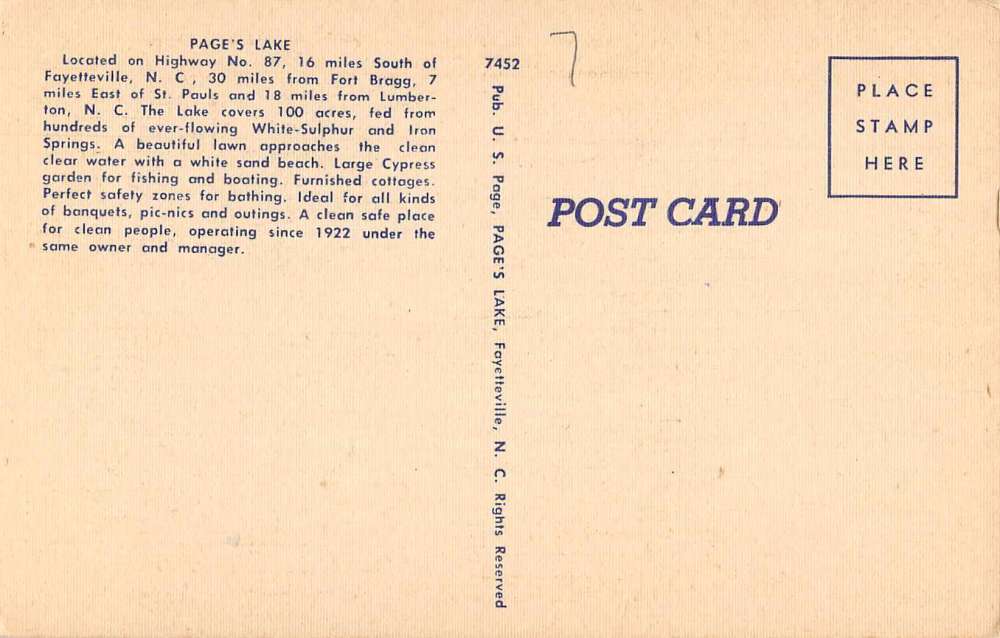 PAGE'S LAKE
Located on Highway No. 87, 16 miles South of
Fayetteville, N. C , 30 miles from Fort Bragg, 7
miles East of St. Pauls and 18 miles from Lumber-
ton, N. C. The Lake covers 100 acres, fed from
hundreds of ever-flowing White-Sulphur and Iron
Springs. A beautiful lawn approaches the clean
clear water with a white sand beach. Large Cypress
garden for fishing and boating. Furnished cottages.
Perfect safety zones for bathing. Ideal for all kinds
of banquets, pic-nics and outings. A clean safe place
for clean people, operating since 1922 under the
same owner and manager.
7452
Pub. U. S. Page, PAGE'S LAKE, Fayetteville, N. C. Rights Reserved
7
POST CARD
PLACE
STAMP
HERE